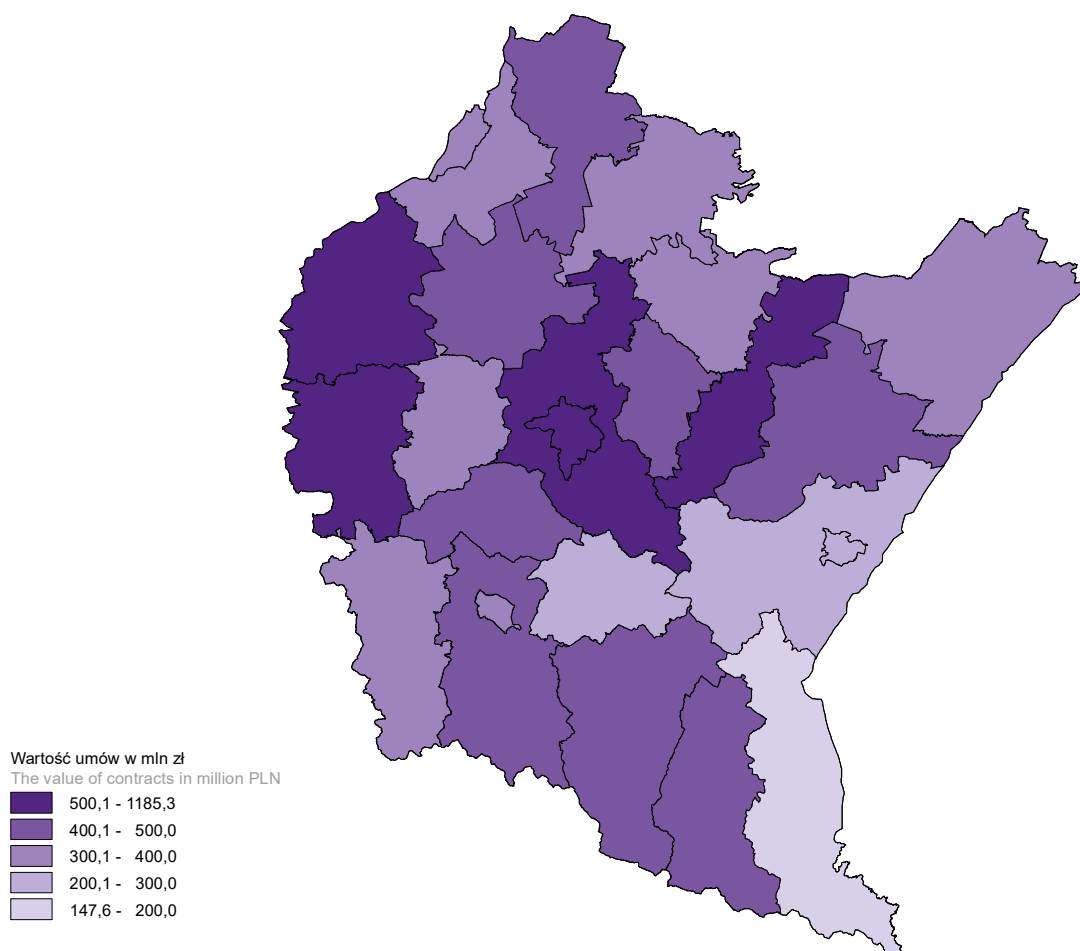 Wartość umów w mln zł
The value of contracts in million PLN
500,1 - 1185,3
400,1 - 500,0
300,1 - 400,0
200,1 - 300,0
147,6 - 200,0